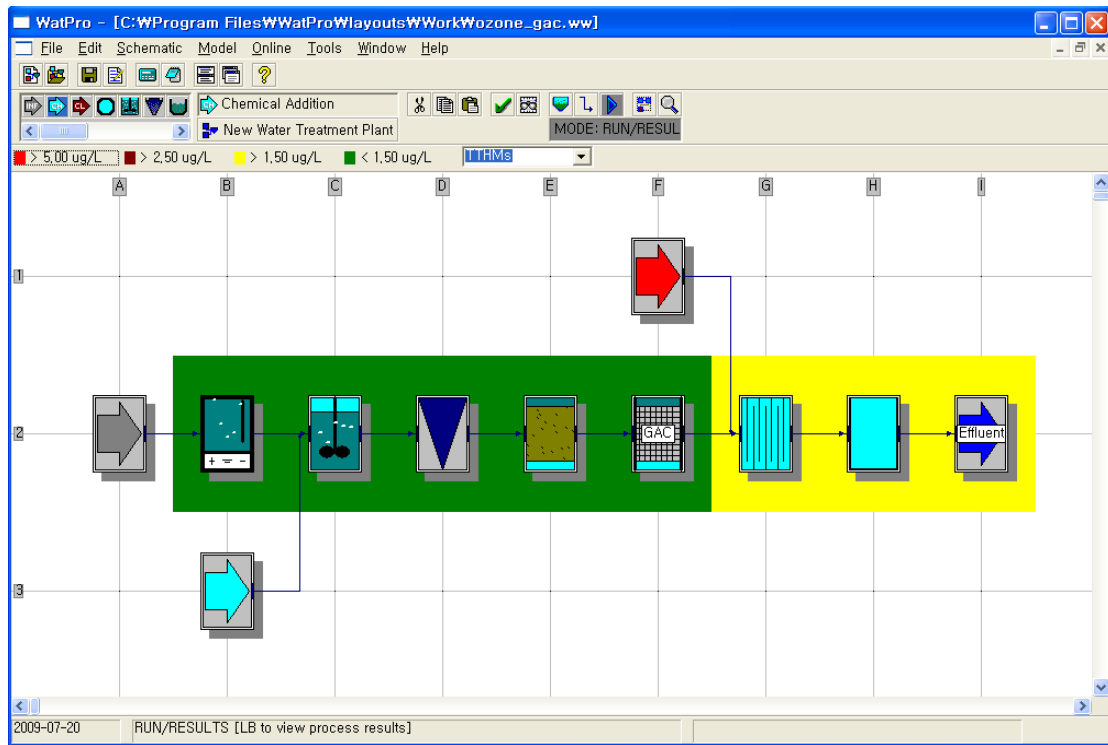 WatPro - [C:₩Program Files₩WatPro₩layouts₩Work₩ozone_gac.ww]
File Edit Schematic Model Online Tools Window Help
Chemical Addition
New Water Treatment Plant
MODE: RUN/RESUL
> 5,00 ug/L > 2,50 ug/L > 1,50 ug/L < 1,50 ug/L TTHMs
A B C D E F G H I
1
2
GAC
Effluent
+ = -
3
2009-07-20 RUN/RESULTS [LB to view process results]